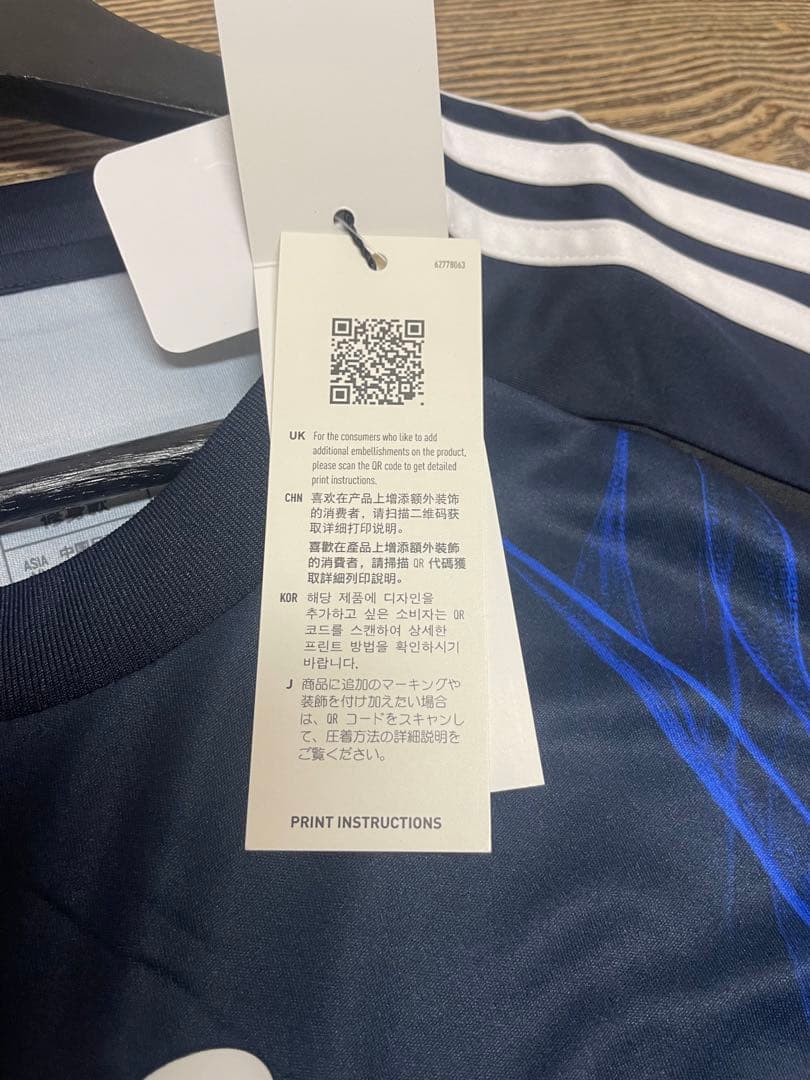 62778063
UK For the consumers who like to add
additional embellishments on the product,
please scan the QR code to get detailed
print instructions.
CHN 喜欢在产品上增添额外装饰
的消费者，请扫描二维码获
取详细打印说明。
喜歡在產品上增添額外裝飾
的消費者，請掃描 QR 代碼獲
取詳細列印說明。
KOR 해당 제품에 디자인을
추가하고 싶은 소비자는 QR
코드를 스캔하여 상세한
프린트 방법을 확인하시기
바랍니다.
J 商品に追加のマーキングや
装飾を付け加えたい場合
は、QR コードをスキャンし
て、圧着方法の詳細説明を
ご覧ください。
PRINT INSTRUCTIONS
ASIA 中国